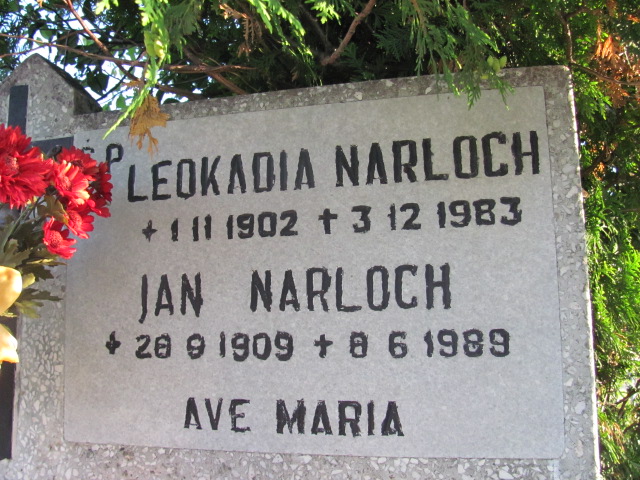 Ś P
LEOKADIA NARLOCH
+ 1 11 1902 † 3 12 1983
JAN NARLOCH
+ 28 9 1909 † 8 6 1989
AVE MARIA